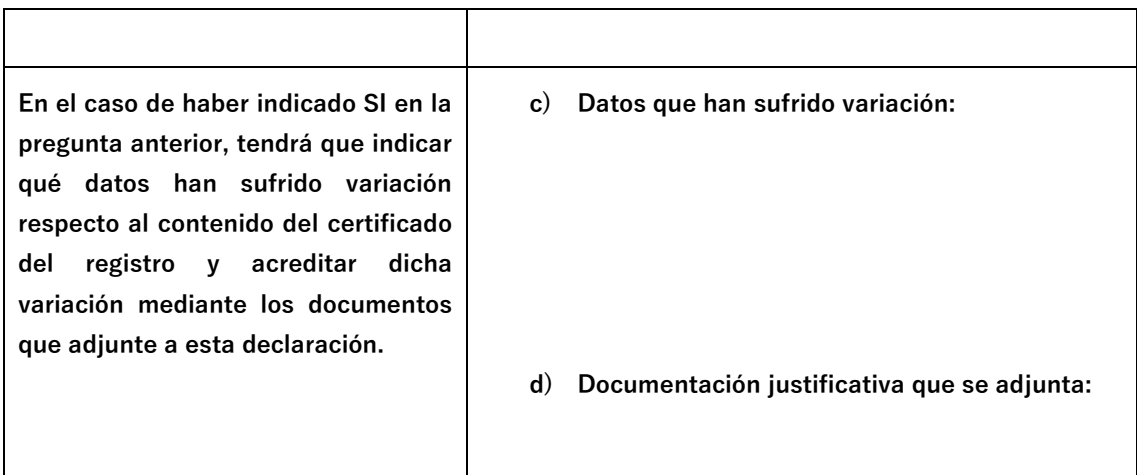 En el caso de haber indicado SI en la
pregunta anterior, tendrá que indicar
qué datos han sufrido variación
respecto al contenido del certificado
del registro y acreditar dicha
variación mediante los documentos
que adjunte a esta declaración.
c) Datos que han sufrido variación:
d) Documentación justificativa que se adjunta: